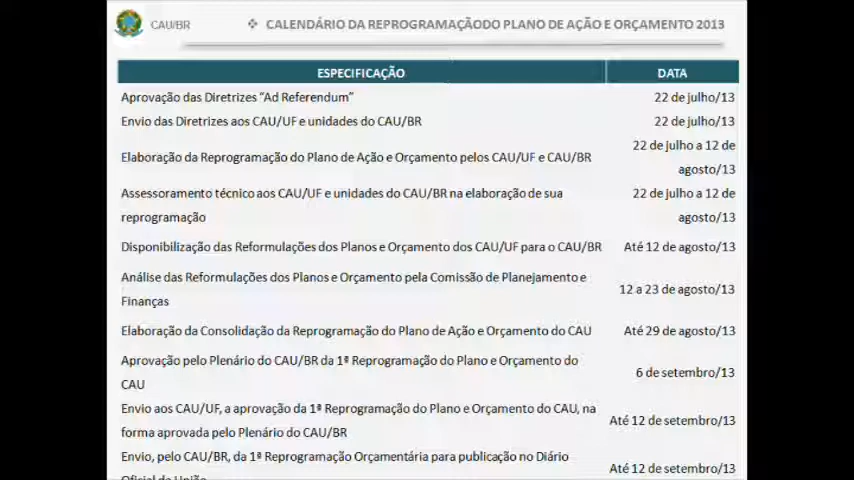 CAU/BR
❖ CALENDÁRIO DA REPROGRAMAÇÃODO PLANO DE AÇÃO E ORÇAMENTO 2013
ESPECIFICAÇÃO DATA
Aprovação das Diretrizes “Ad Referendum” 22 de julho/13
Envio das Diretrizes aos CAU/UF e unidades do CAU/BR 22 de julho/13
Elaboração da Reprogramação do Plano de Ação e Orçamento pelos CAU/UF e CAU/BR 22 de julho a 12 de
agosto/13
Assessoramento técnico aos CAU/UF e unidades do CAU/BR na elaboração de sua 22 de julho a 12 de
reprogramação agosto/13
Disponibilização das Reformulações dos Planos e Orçamento dos CAU/UF para o CAU/BR Até 12 de agosto/13
Análise das Reformulações dos Planos e Orçamento pela Comissão de Planejamento e
Finanças 12 a 23 de agosto/13
Elaboração da Consolidação da Reprogramação do Plano de Ação e Orçamento do CAU Até 29 de agosto/13
Aprovação pelo Plenário do CAU/BR da 1ª Reprogramação do Plano e Orçamento do
CAU 6 de setembro/13
Envio aos CAU/UF, a aprovação da 1ª Reprogramação do Plano e Orçamento do CAU, na
forma aprovada pelo Plenário do CAU/BR Até 12 de setembro/13
Envio, pelo CAU/BR, da 1ª Reprogramação Orçamentária para publicação no Diário
Oficial da União Até 12 de setembro/13